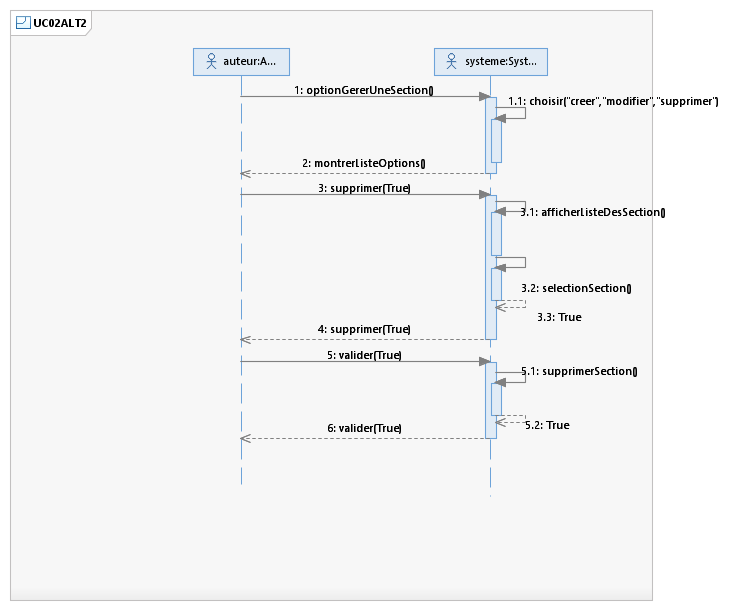 UC02ALT2
auteur:A...
systeme:Syst...
1: optionGererUneSection()
1.1: choisir("creer","modifier","supprimer")
2: montrerListeOptions()
3: supprimer(True)
3.1: afficherListeDesSection()
3.2: selectionSection()
3.3: True
4: supprimer(True)
5: valider(True)
5.1: supprimerSection()
5.2: True
6: valider(True)